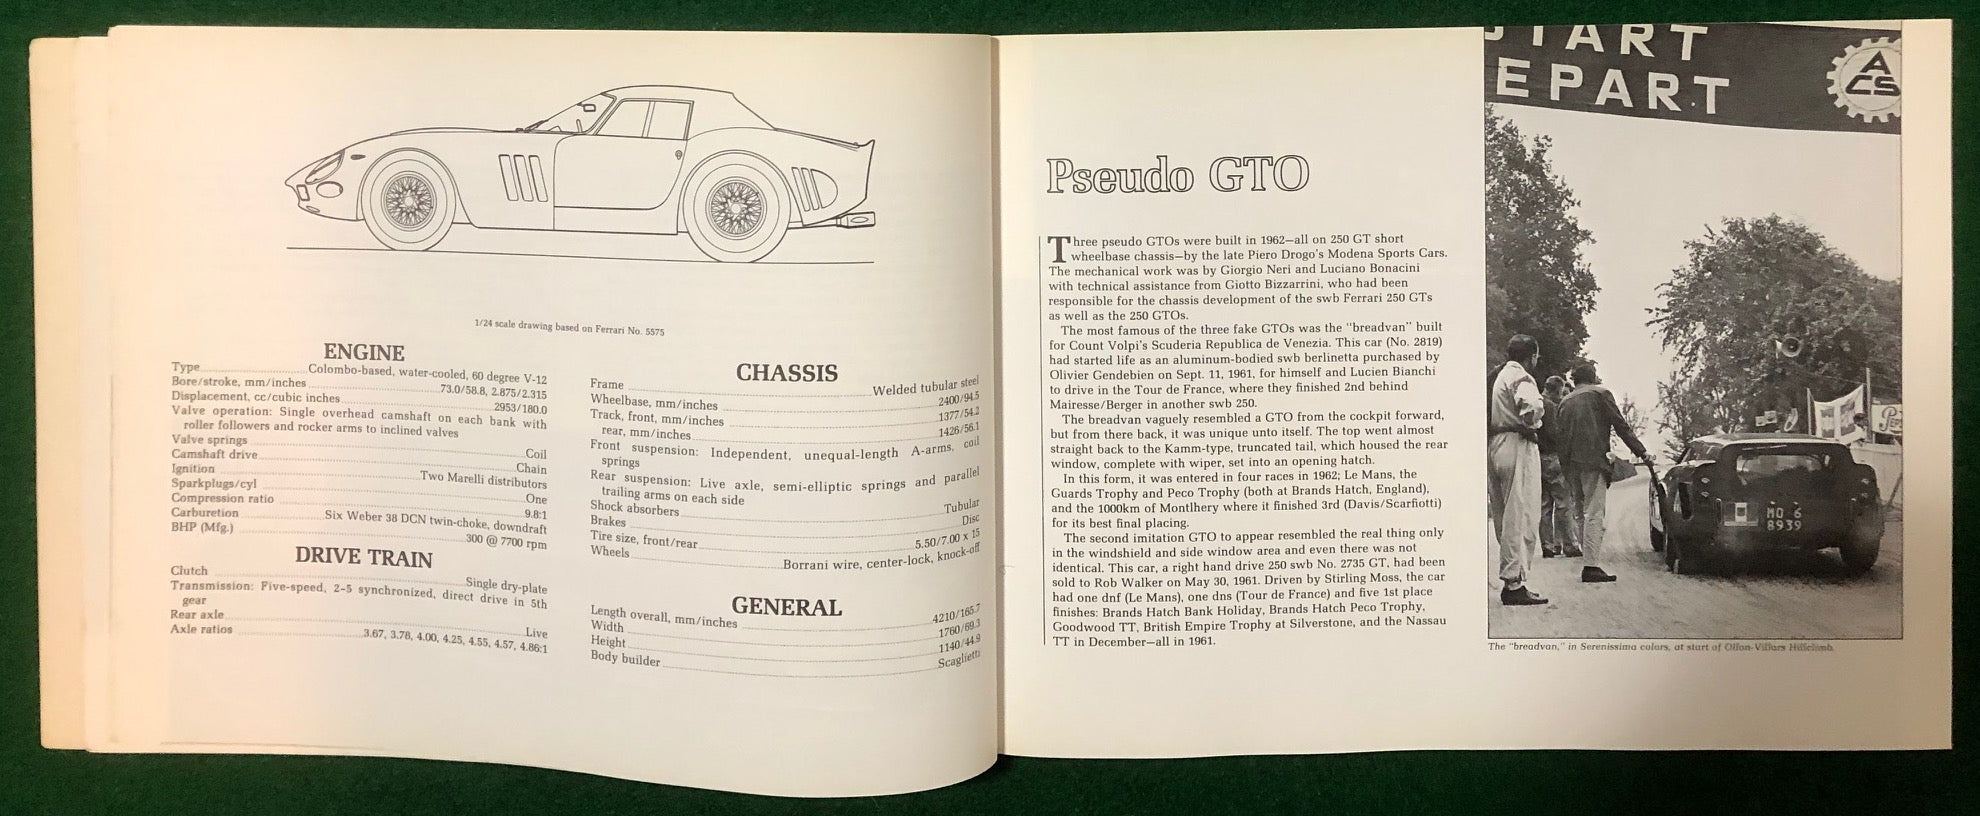 1/24 scale drawing based on Ferrari No. 5575
ENGINE
Type Colombo-based, water-cooled, 60 degree V-12
Bore/stroke, mm/inches 73.0/58.8, 2.875/2.315
Displacement, cc/cubic inches 2953/180.0
Valve operation: Single overhead camshaft on each bank with
roller followers and rocker arms to inclined valves
Valve springs Coil
Camshaft drive Chain
Ignition Two Marelli distributors
Sparkplugs/cyl One
Compression ratio 9.8:1
Carburetion Six Weber 38 DCN twin-choke, downdraft
BHP (Mfg.) 300 @ 7700 rpm
DRIVE TRAIN
Clutch Single dry-plate
Transmission: Five-speed, 2-5 synchronized, direct drive in 5th
gear
Rear axle Live
Axle ratios 3.67, 3.78, 4.00, 4.25, 4.55, 4.57, 4.86:1
CHASSIS
Frame Welded tubular steel
Wheelbase, mm/inches 2400/94.5
Track, front, mm/inches 1377/54.2
rear, mm/inches 1426/56.1
Front suspension: Independent, unequal-length A-arms, coil
springs
Rear suspension: Live axle, semi-elliptic springs and parallel
trailing arms on each side
Shock absorbers Tubular
Brakes Disc
Tire size, front/rear 5.50/7.00 x 15
Wheels Borrani wire, center-lock, knock-off
GENERAL
Length overall, mm/inches 4210/165.7
Width 1760/69.3
Height 1140/44.9
Body builder Scaglietti
Pseudo GTO
Three pseudo GTOs were built in 1962—all on 250 GT short
wheelbase chassis—by the late Piero Drogo's Modena Sports Cars.
The mechanical work was by Giorgio Neri and Luciano Bonacini
with technical assistance from Giotto Bizzarrini, who had been
responsible for the chassis development of the swb Ferrari 250 GTs
as well as the 250 GTOs.
The most famous of the three fake GTOs was the "breadvan" built
for Count Volpi's Scuderia Republica de Venezia. This car (No. 2819)
had started life as an aluminum-bodied swb berlinetta purchased by
Olivier Gendebien on Sept. 11, 1961, for himself and Lucien Bianchi
to drive in the Tour de France, where they finished 2nd behind
Mairesse/Berger in another swb 250.
The breadvan vaguely resembled a GTO from the cockpit forward,
but from there back, it was unique unto itself. The top went almost
straight back to the Kamm-type, truncated tail, which housed the rear
window, complete with wiper, set into an opening hatch.
In this form, it was entered in four races in 1962; Le Mans, the
Guards Trophy and Peco Trophy (both at Brands Hatch, England),
and the 1000km of Montlhery where it finished 3rd (Davis/Scarfiotti)
for its best final placing.
The second imitation GTO to appear resembled the real thing only
in the windshield and side window area and even there was not
identical. This car, a right hand drive 250 swb No. 2735 GT, had been
sold to Rob Walker on May 30, 1961. Driven by Stirling Moss, the car
had one dnf (Le Mans), one dns (Tour de France) and five 1st place
finishes: Brands Hatch Bank Holiday, Brands Hatch Peco Trophy,
Goodwood TT, British Empire Trophy at Silverstone, and the Nassau
TT in December—all in 1961.
START
EPART
A
CS
MO 6
8939
The "breadvan," in Serenissima colors, at start of Ollon-Villars Hillclimb.